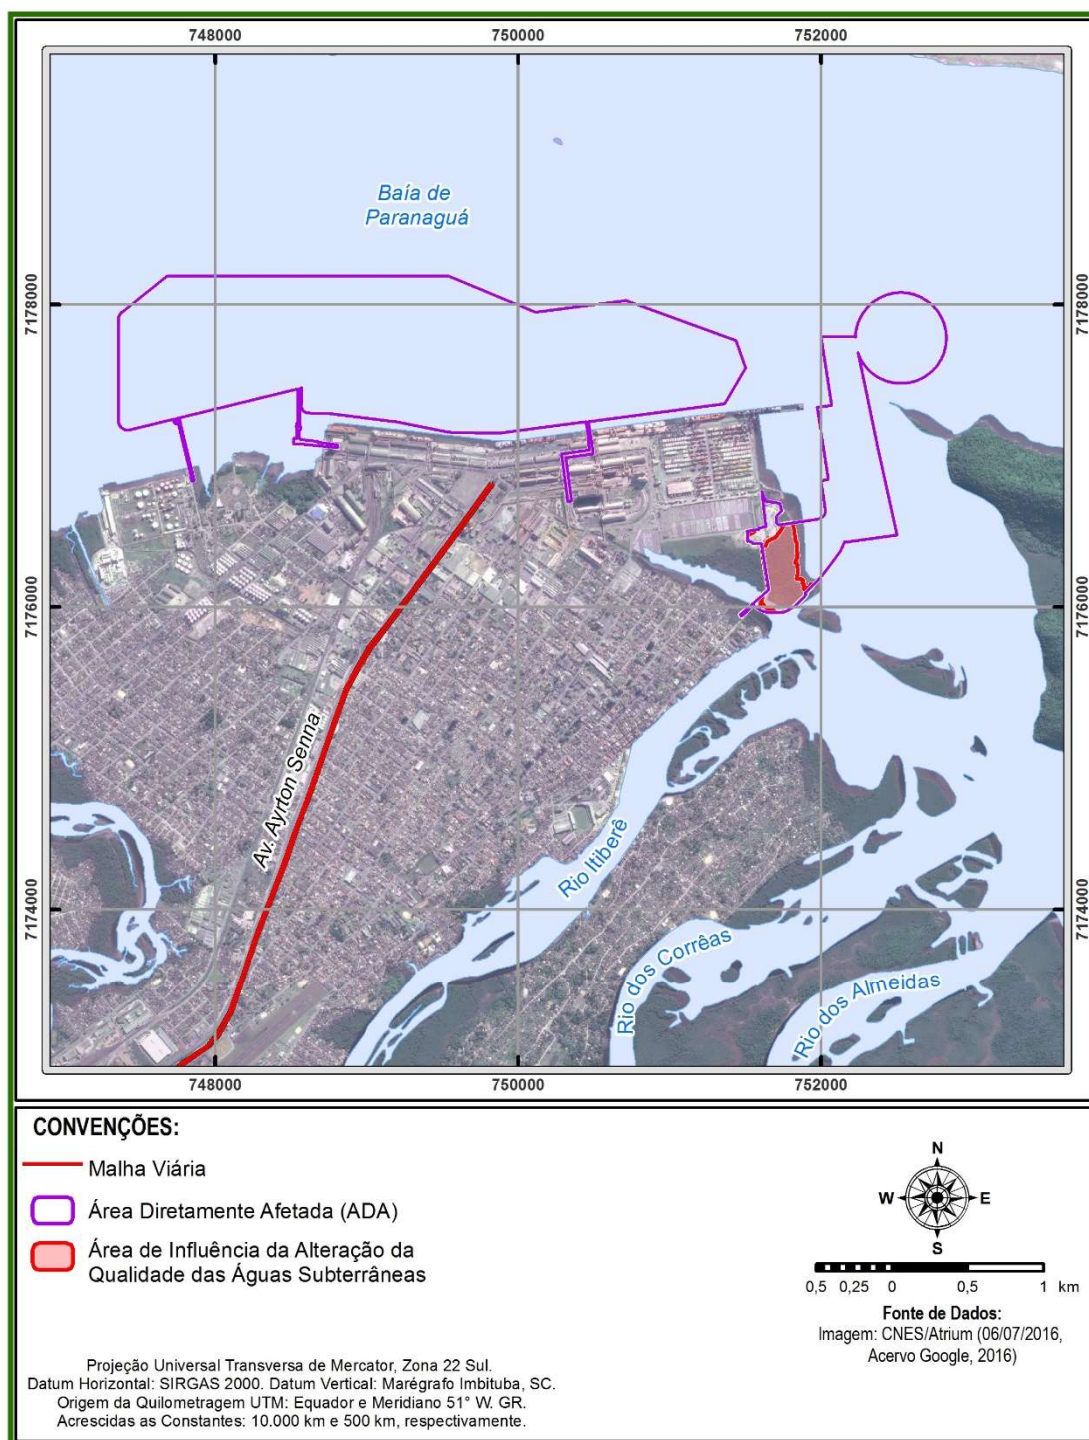 748000
750000
752000
Baía de
Paranaguá
7178000
7178000
7176000
7176000
Av. Ayrton Senna
Rio Itiberê
7174000
7174000
Rio dos Corrêas
Rio dos Almeidas
748000
750000
752000
CONVENÇÕES:
Malha Viária
Área Diretamente Afetada (ADA)
Área de Influência da Alteração da
Qualidade das Águas Subterrâneas
N
W
E
S
0,5 0,25 0 0,5 1 km
Fonte de Dados:
Imagem: CNES/Atrium (06/07/2016,
Acervo Google, 2016)
Projeção Universal Transversa de Mercator, Zona 22 Sul.
Datum Horizontal: SIRGAS 2000. Datum Vertical: Marégrafo Imbituba, SC.
Origem da Quilometragem UTM: Equador e Meridiano 51° W. GR.
Acrescidas as Constantes: 10.000 km e 500 km, respectivamente.